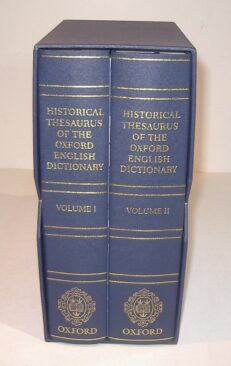 HISTORICAL
THESAURUS
OF THE
OXFORD
ENGLISH
DICTIONARY
VOLUME I
OXFORD
HISTORICAL
THESAURUS
OF THE
OXFORD
ENGLISH
DICTIONARY
VOLUME II
OXFORD